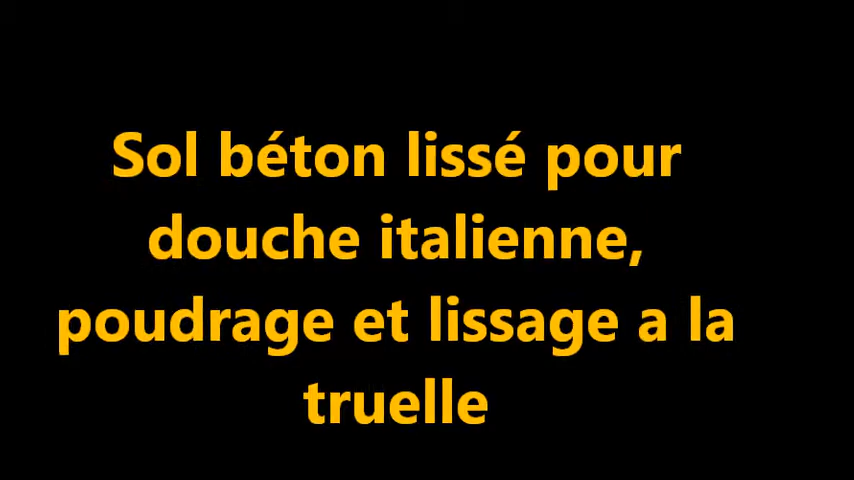 Sol béton lissé pour
douche italienne,
poudrage et lissage a la
truelle